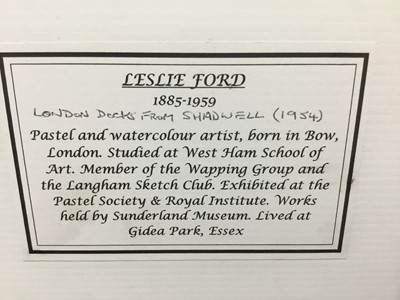 LESLIE FORD
1885-1959
LONDON DOCKS FROM SHADWELL (1954)
Pastel and watercolour artist, born in Bow,
London. Studied at West Ham School of
Art. Member of the Wapping Group and
the Langham Sketch Club. Exhibited at the
Pastel Society & Royal Institute. Works
held by Sunderland Museum. Lived at
Gidea Park, Essex